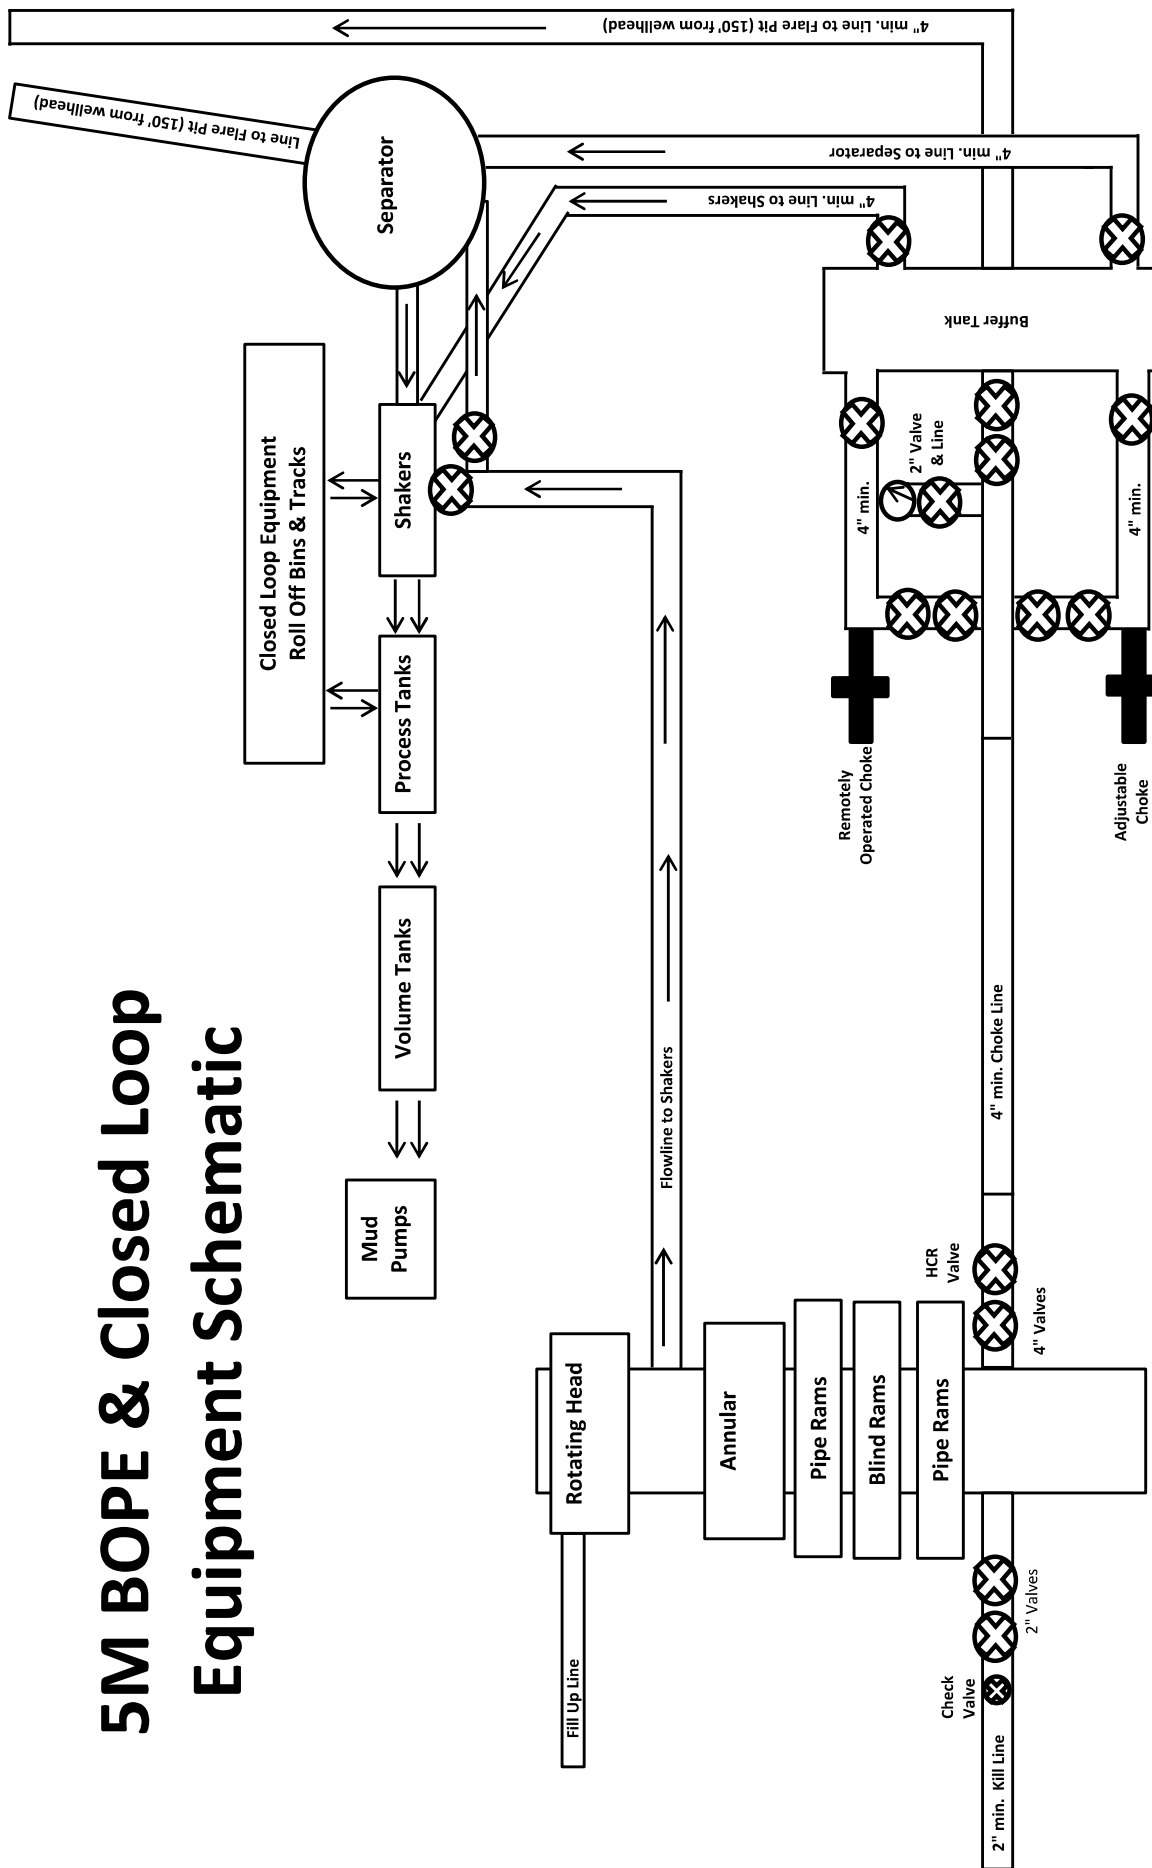 5M BOPE & Closed Loop
Equipment Schematic
Mud
Pumps
Volume Tanks
Process Tanks
Shakers
Closed Loop Equipment
Roll Off Bins & Tracks
Separator
Line to Flare Pit (150' from wellhead)
4" min. Line to Flare Pit (150' from wellhead)
4" min. Line to Separator
4" min. Line to Shakers
Fill Up Line
Rotating Head
Flowline to Shakers
Annular
Pipe Rams
Blind Rams
Pipe Rams
2" min. Kill Line
Check
Valve
2" Valves
HCR
Valve
4" Valves
4" min. Choke Line
Remotely
Operated Choke
Adjustable
Choke
4" min.
2" Valve
& Line
4" min.
Buffer Tank